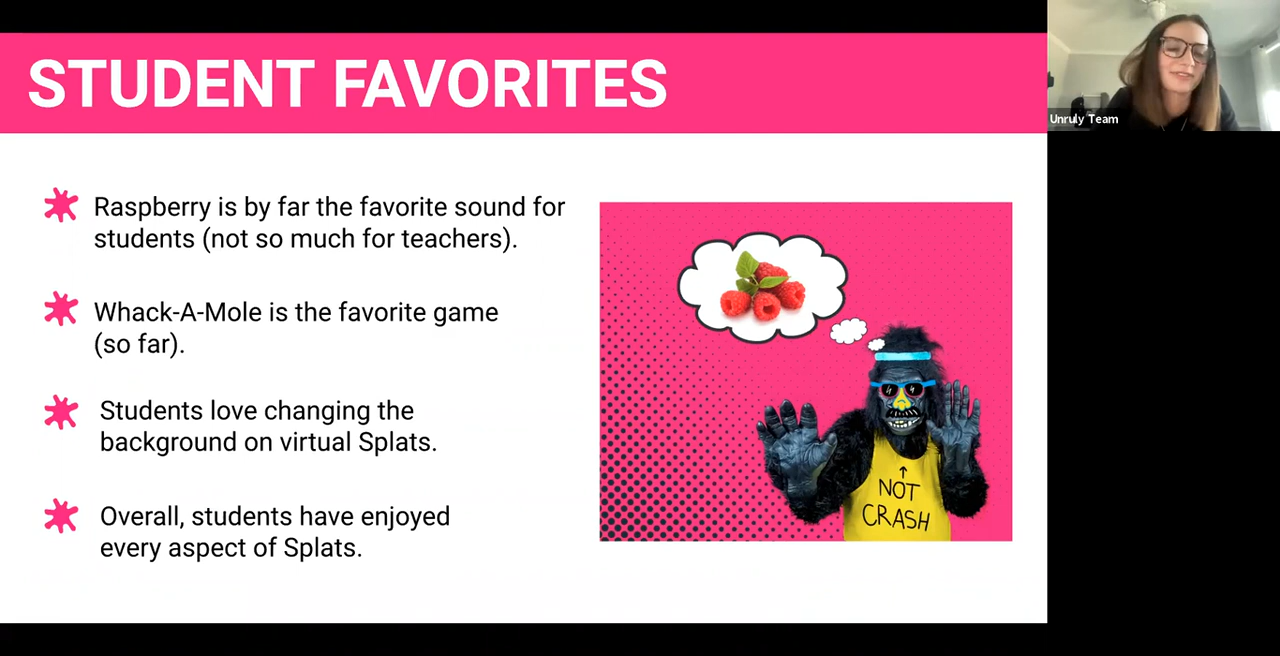 STUDENT FAVORITES
Unruly Team
Raspberry is by far the favorite sound for
students (not so much for teachers).
Whack-A-Mole is the favorite game
(so far).
Students love changing the
background on virtual Splats.
Overall, students have enjoyed
every aspect of Splats.
↑
NOT
CRASH